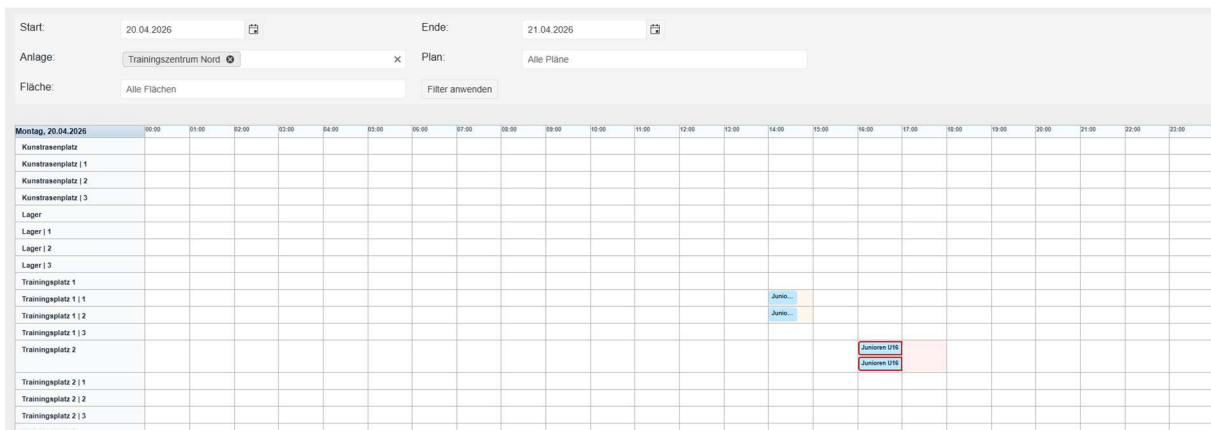 Start: 20.04.2026 Ende: 21.04.2026
Anlage: Trainingszentrum Nord Plan: Alle Pläne
Fläche: Alle Flächen Filter anwenden
Montag, 20.04.2026 00:00 01:00 02:00 03:00 04:00 05:00 06:00 07:00 08:00 09:00 10:00 11:00 12:00 13:00 14:00 15:00 16:00 17:00 18:00 19:00 20:00 21:00 22:00 23:00
Kunstrasenplatz
Kunstrasenplatz | 1
Kunstrasenplatz | 2
Kunstrasenplatz | 3
Lager
Lager | 1
Lager | 2
Lager | 3
Trainingsplatz 1
Trainingsplatz 1 | 1 Junio...
Trainingsplatz 1 | 2 Junio...
Trainingsplatz 1 | 3
Trainingsplatz 2 Junioren U16
Junioren U16
Trainingsplatz 2 | 1
Trainingsplatz 2 | 2
Trainingsplatz 2 | 3